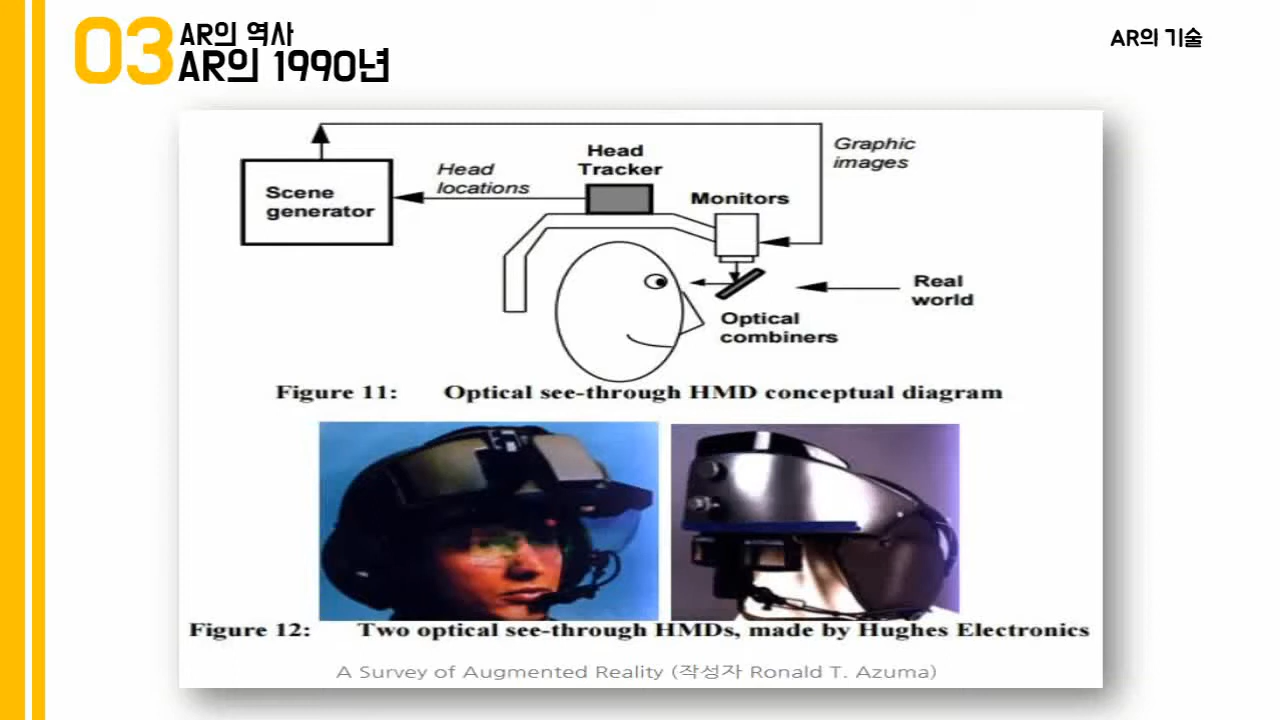 03
AR의 역사
AR의 1990년
AR의 기술
Graphic
images
Head
Tracker
Head
locations
Scene
generator
Monitors
Real
world
Optical
combiners
Figure 11: Optical see-through HMD conceptual diagram
Figure 12: Two optical see-through HMDs, made by Hughes Electronics
A Survey of Augmented Reality (작성자 Ronald T. Azuma)